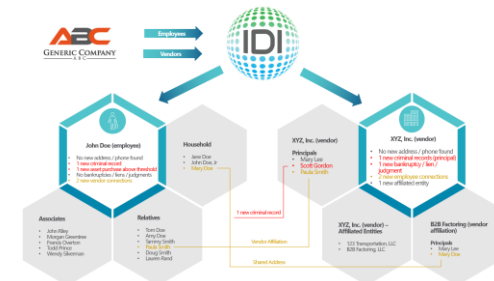 ABC
GENERIC COMPANY
A B C
Employees
Vendors
IDI
John Doe (employee)
No new address / phone found
1 new criminal record
1 new asset purchase above threshold
No bankruptcies / liens / judgments
2 new vendor connections
Household
Jane Doe
John Doe, Jr
Mary Doe
Associates
John Riley
Morgan Greentree
Francis Overton
Todd Prince
Wendy Silverman
Relatives
Tom Doe
Amy Doe
Tammy Smith
Paula Smith
Doug Smith
Lauren Rand
XYZ, Inc. (vendor)
Principals
Mary Lee
Scott Gordon
Paula Smith
XYZ, Inc. (vendor)
No new address / phone found
1 new criminal records (principal)
1 new bankruptcy / lien /
judgment
2 new employee connections
1 new affiliated entity
XYZ, Inc. (vendor) –
Affiliated Entities
123 Transportation, LLC
B2B Factoring, LLC
B2B Factoring (vendor
affiliation)
Principals
Mary Lee
Mary Doe
1 new criminal record
Vendor Affiliation
Shared Address